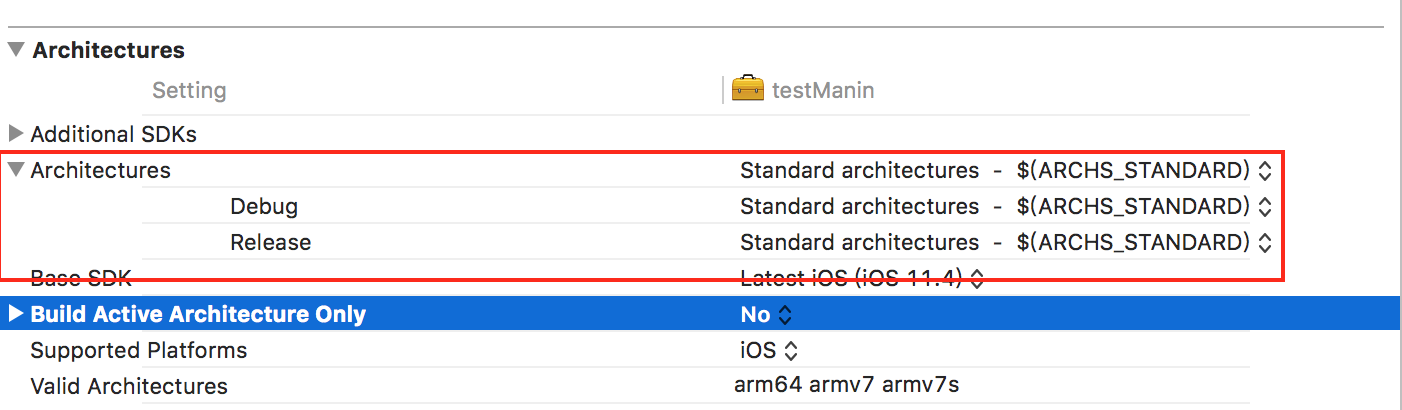 Architectures
Setting testManin
Additional SDKs
Architectures Standard architectures - $(ARCHS_STANDARD)
Debug Standard architectures - $(ARCHS_STANDARD)
Release Standard architectures - $(ARCHS_STANDARD)
Base SDK Latest iOS (iOS 11.4)
Build Active Architecture Only No
Supported Platforms iOS
Valid Architectures arm64 armv7 armv7s